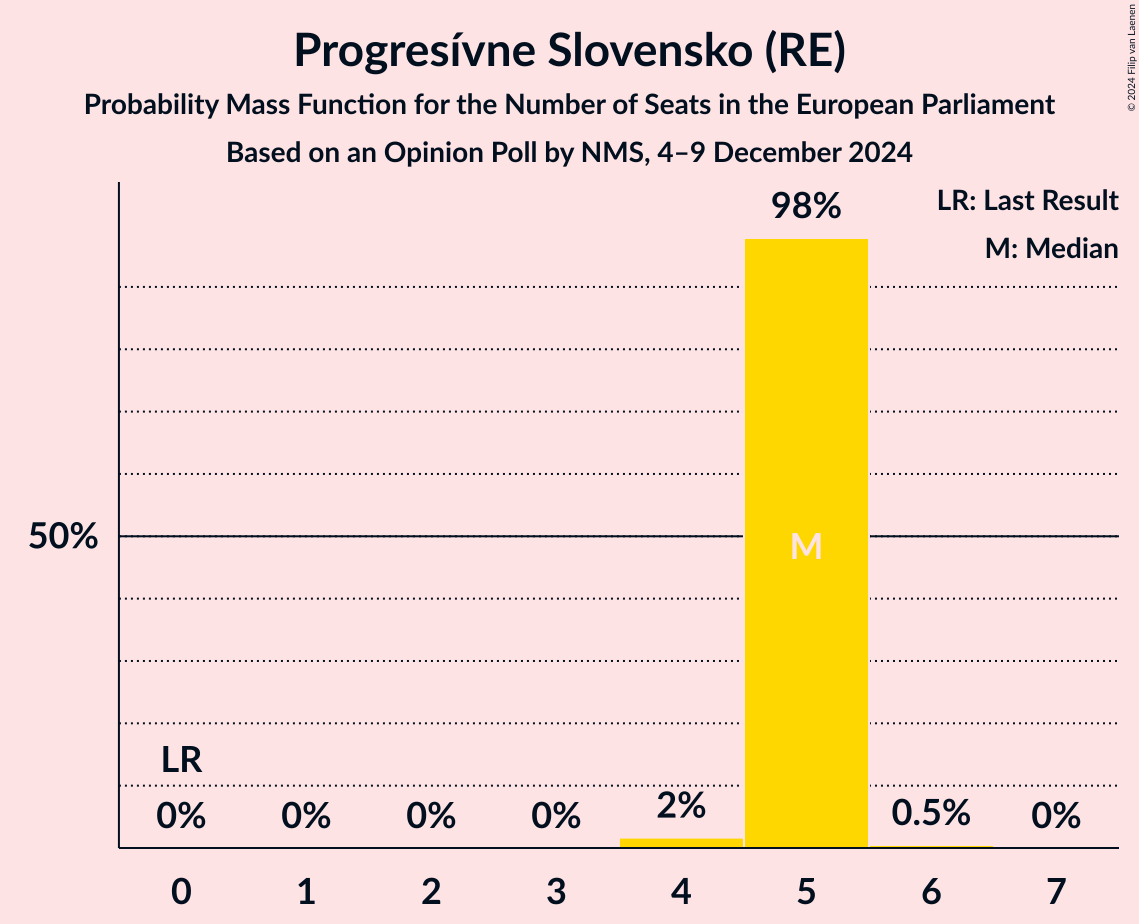 Progresívne Slovensko (RE)
Probability Mass Function for the Number of Seats in the European Parliament
Based on an Opinion Poll by NMS, 4–9 December 2024
© 2024 Filip van Laenen
LR: Last Result
M: Median
98%
50%
M
LR
0% 0% 0% 0% 2% 0.5% 0%
0 1 2 3 4 5 6 7